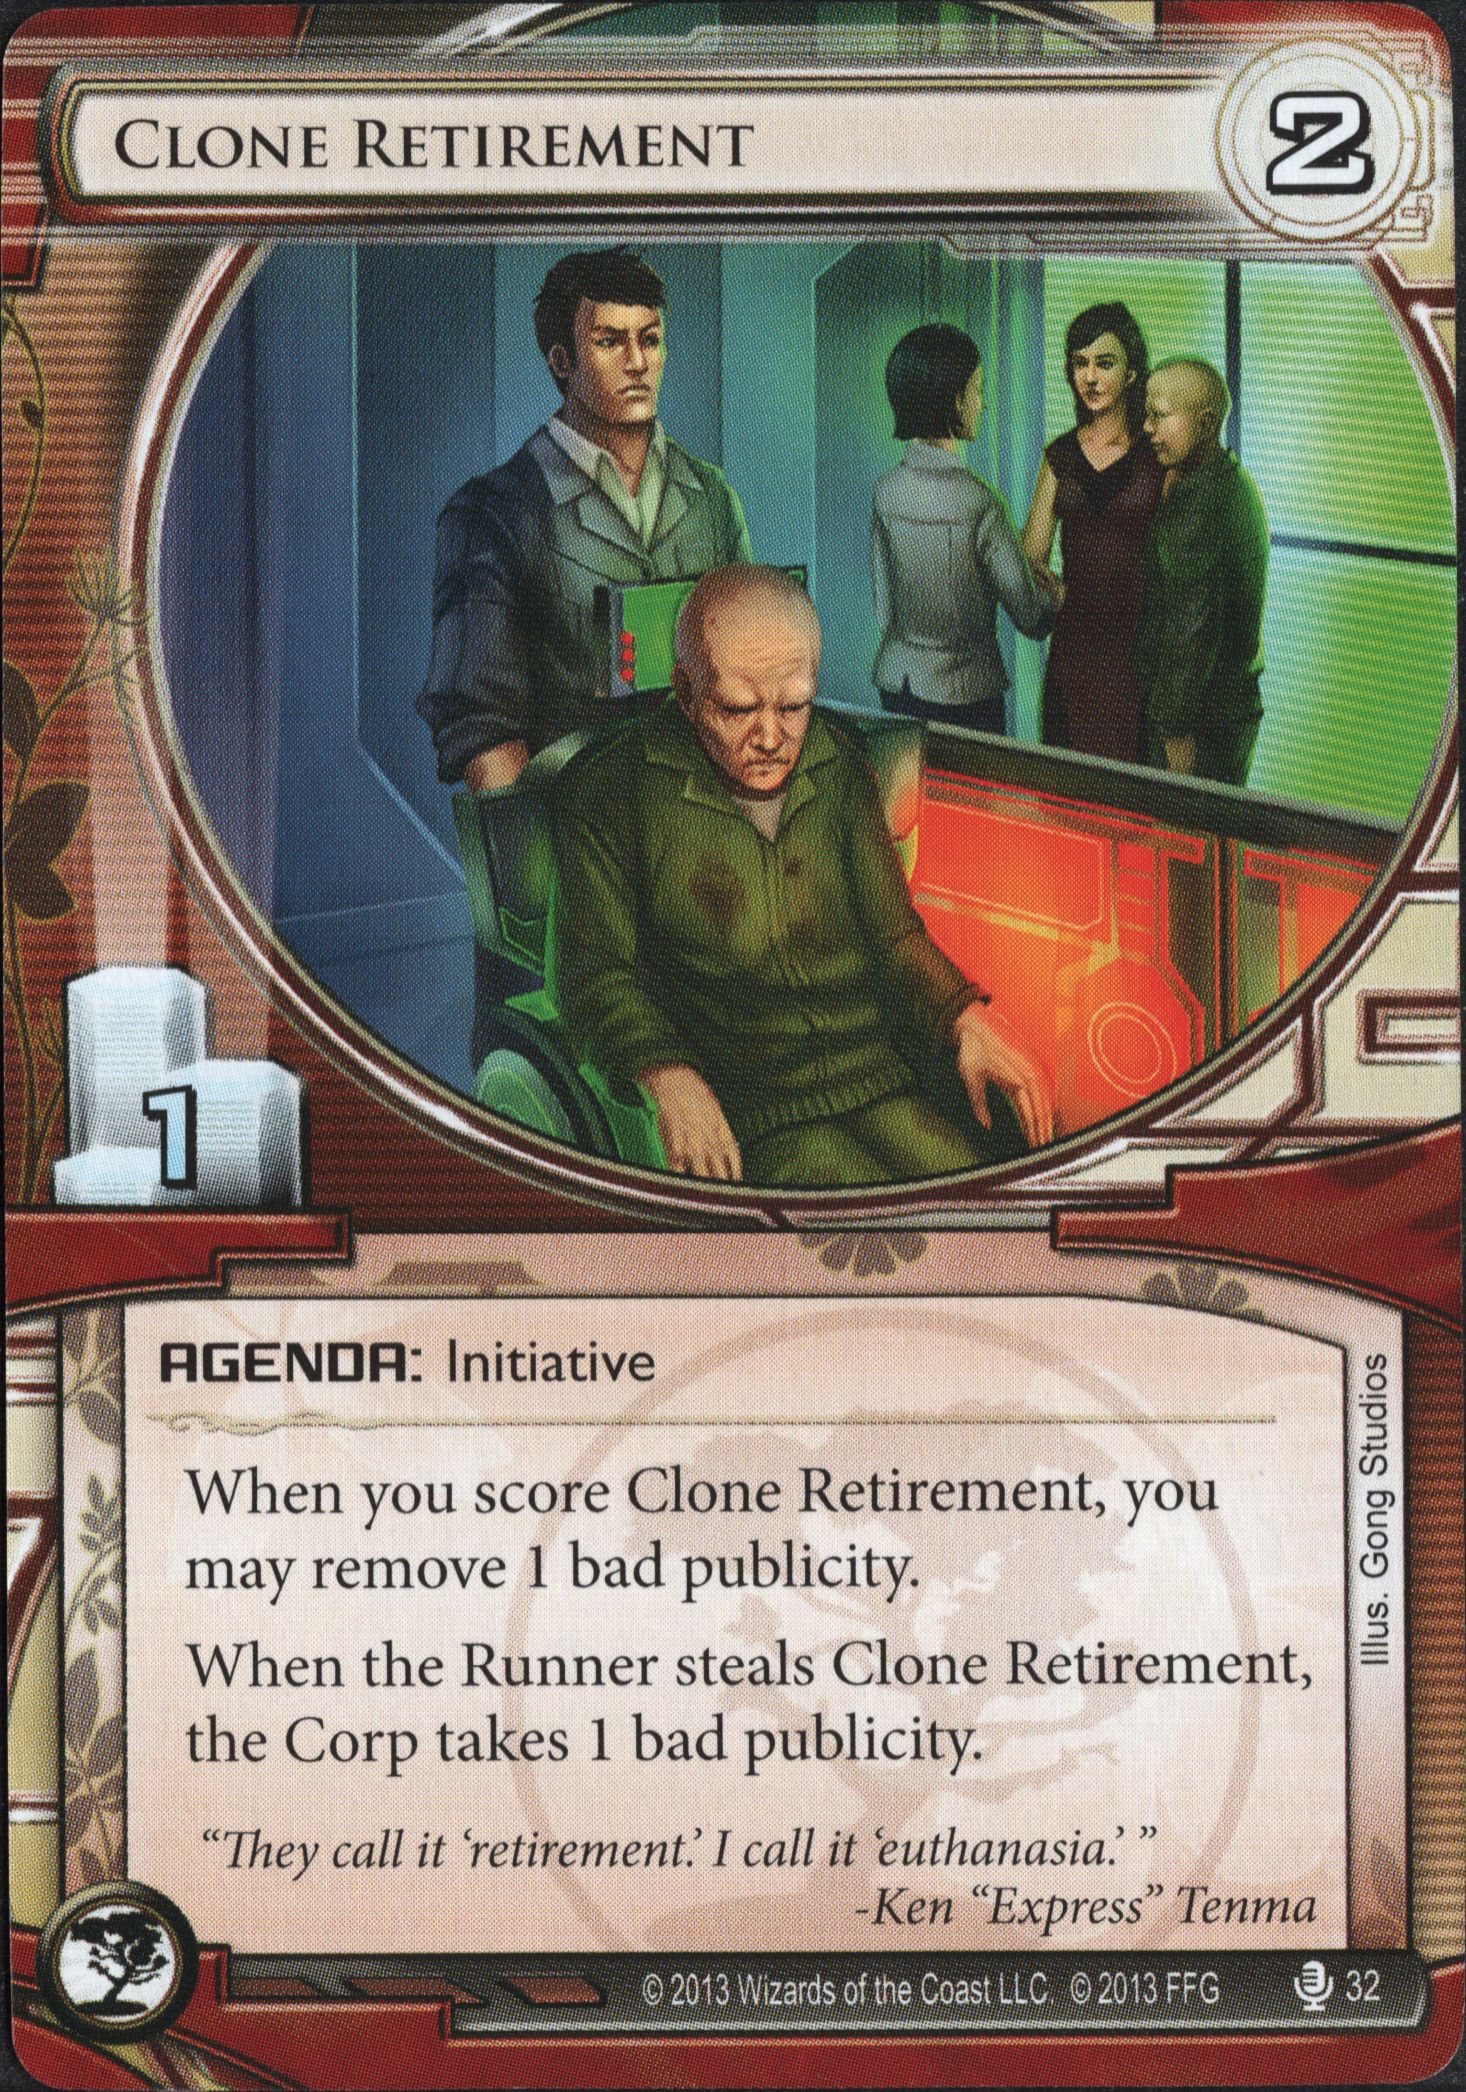 Clone Retirement
2
1
AGENDA: Initiative
When you score Clone Retirement, you
may remove 1 bad publicity.
When the Runner steals Clone Retirement,
the Corp takes 1 bad publicity.
“They call it ‘retirement.’ I call it ‘euthanasia.’ ”
-Ken “Express” Tenma
Illus. Gong Studios
© 2013 Wizards of the Coast LLC. © 2013 FFG
32